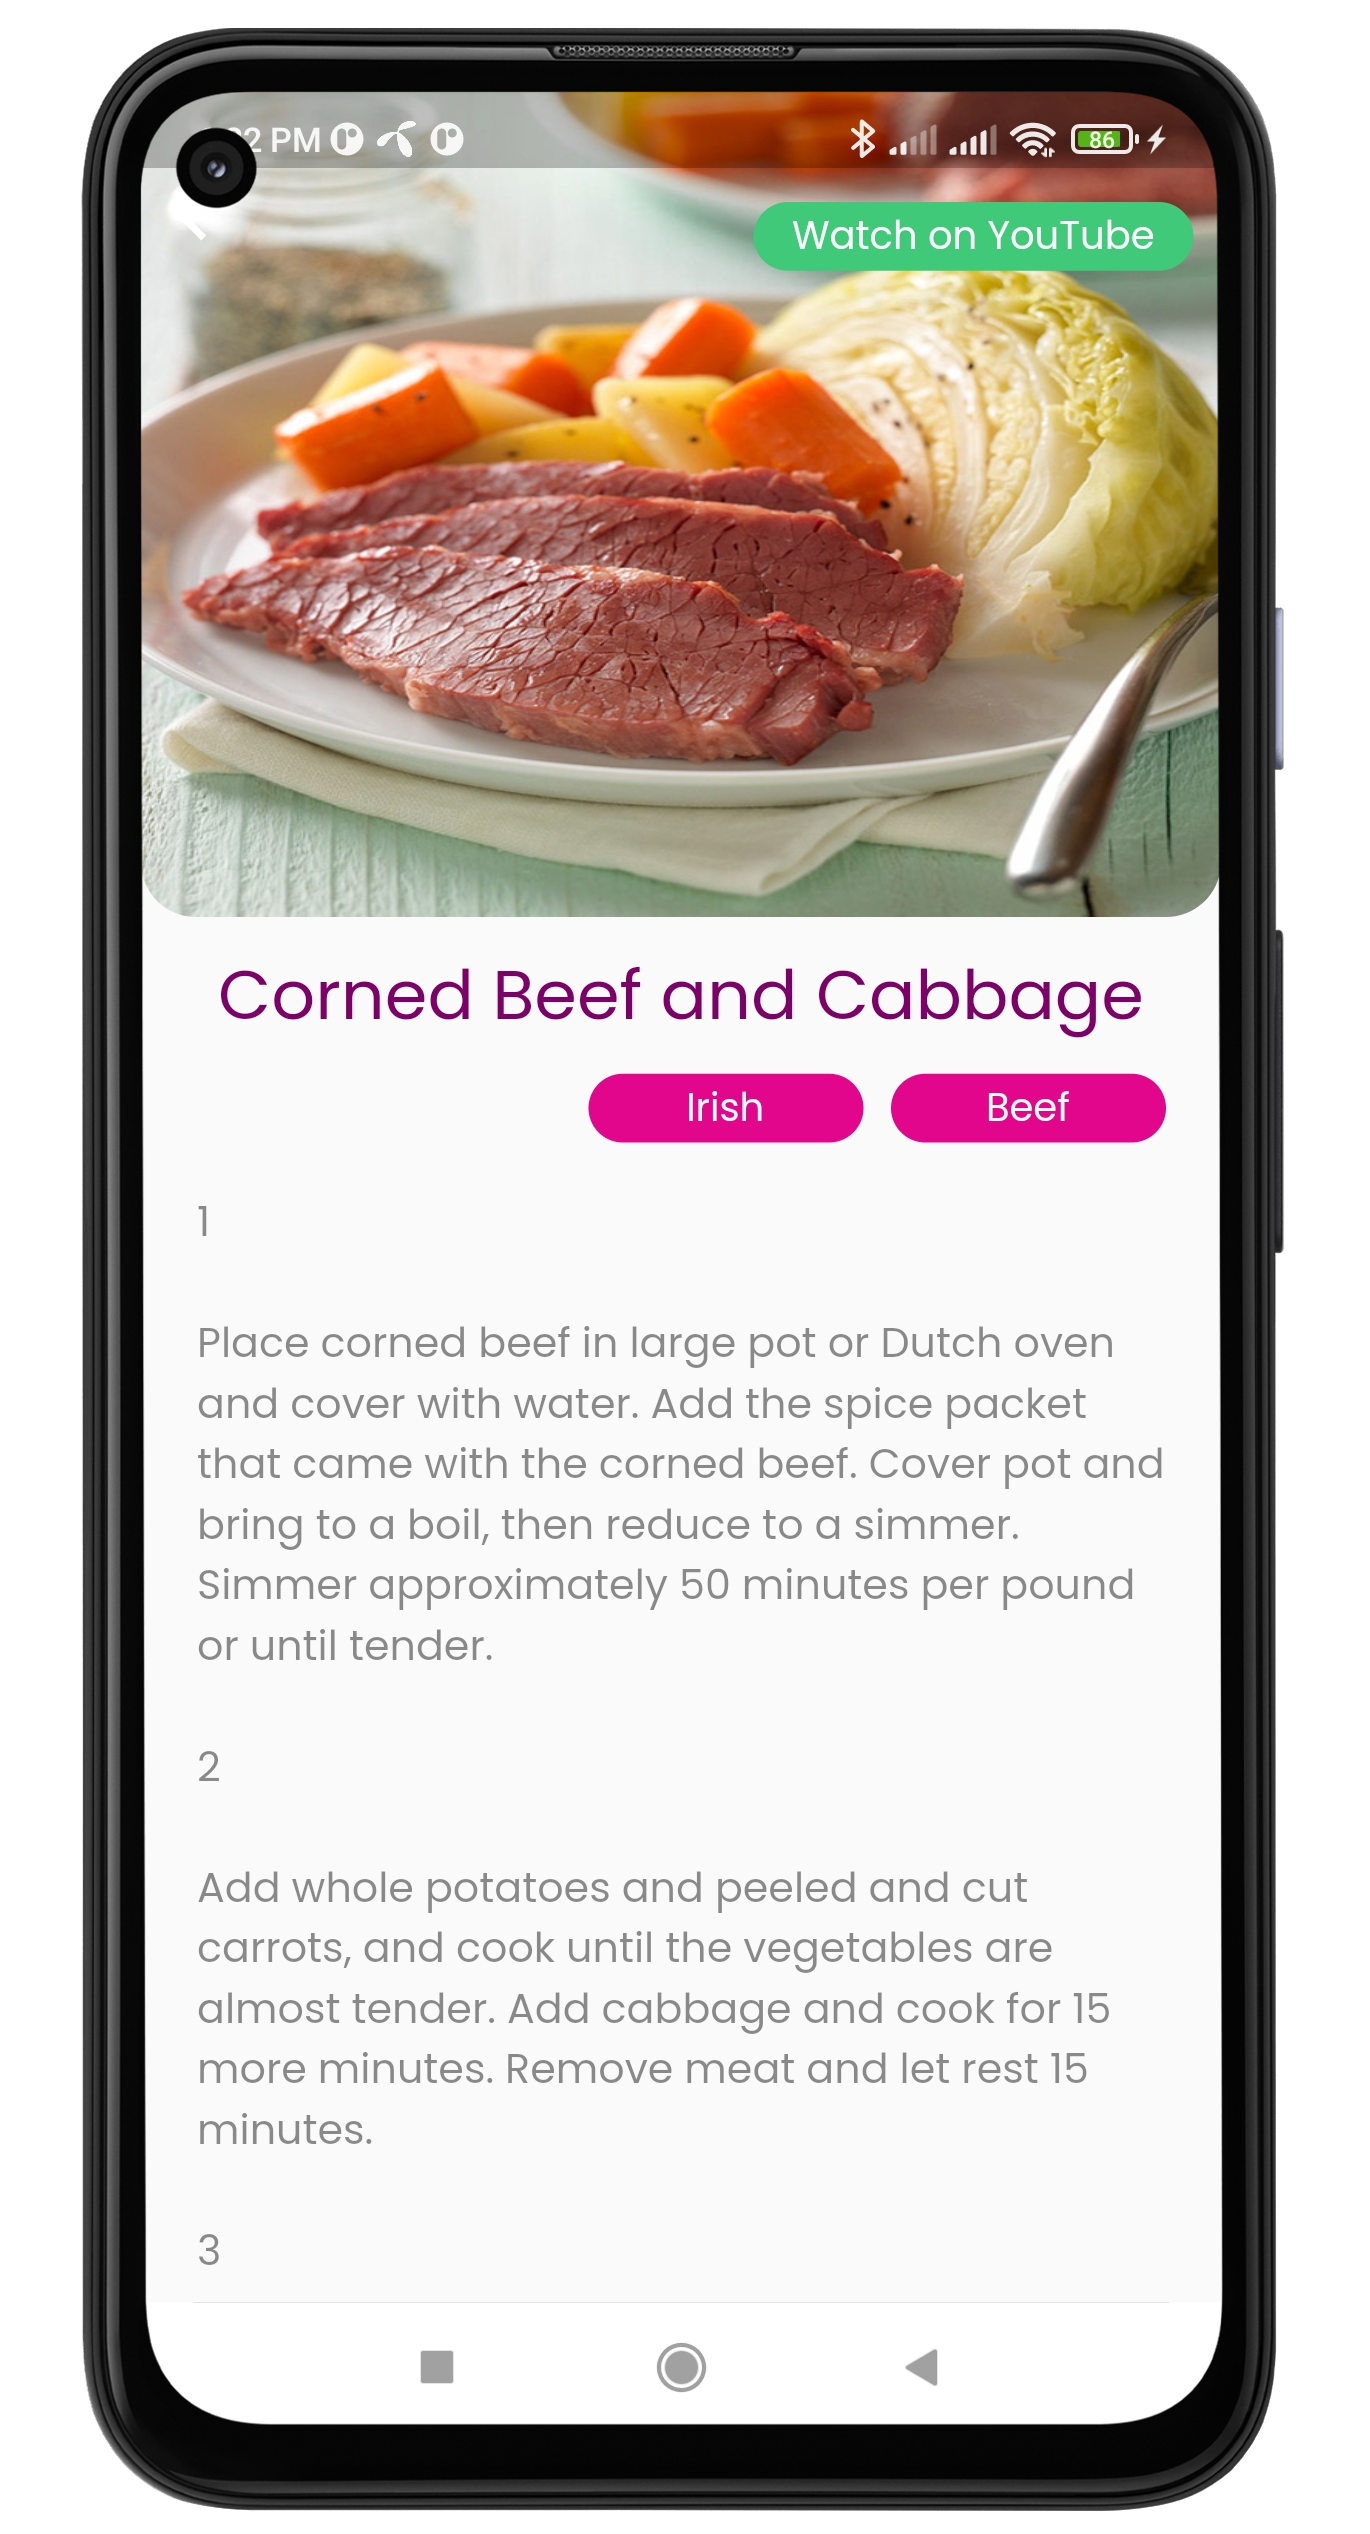 PM
86
Watch on YouTube
Corned Beef and Cabbage
Irish
Beef
1
Place corned beef in large pot or Dutch oven
and cover with water. Add the spice packet
that came with the corned beef. Cover pot and
bring to a boil, then reduce to a simmer.
Simmer approximately 50 minutes per pound
or until tender.
2
Add whole potatoes and peeled and cut
carrots, and cook until the vegetables are
almost tender. Add cabbage and cook for 15
more minutes. Remove meat and let rest 15
minutes.
3